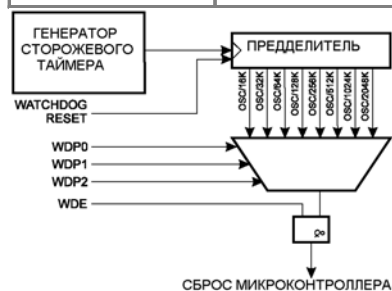 ГЕНЕРАТОР
СТОРОЖЕВОГО
ТАЙМЕРА
ПРЕДДЕЛИТЕЛЬ
WATCHDOG
RESET
OSC/16K
OSC/32K
OSC/64K
OSC/128K
OSC/256K
OSC/512K
OSC/1024K
OSC/2048K
WDP0
WDP1
WDP2
WDE
СБРОС МИКРОКОНТРОЛЛЕРА